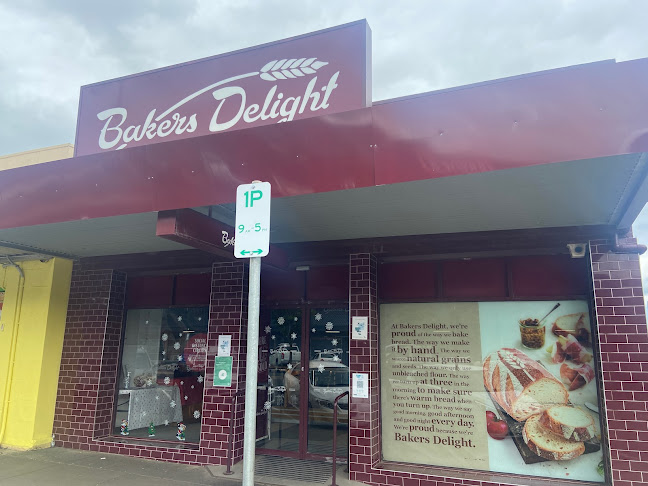 Bakers Delight
1P
9AM-5PM
At Bakers Delight, we're
proud of the way we bake
bread. The way we make
it by hand. The way we
use natural grains
and seeds. The way we use
unbleached flour. The way
we turn up at three in the
morning to make sure
there's warm bread when
you turn up. The way we say
good morning, good afternoon
and good night every day.
We're proud because we're
Bakers Delight.